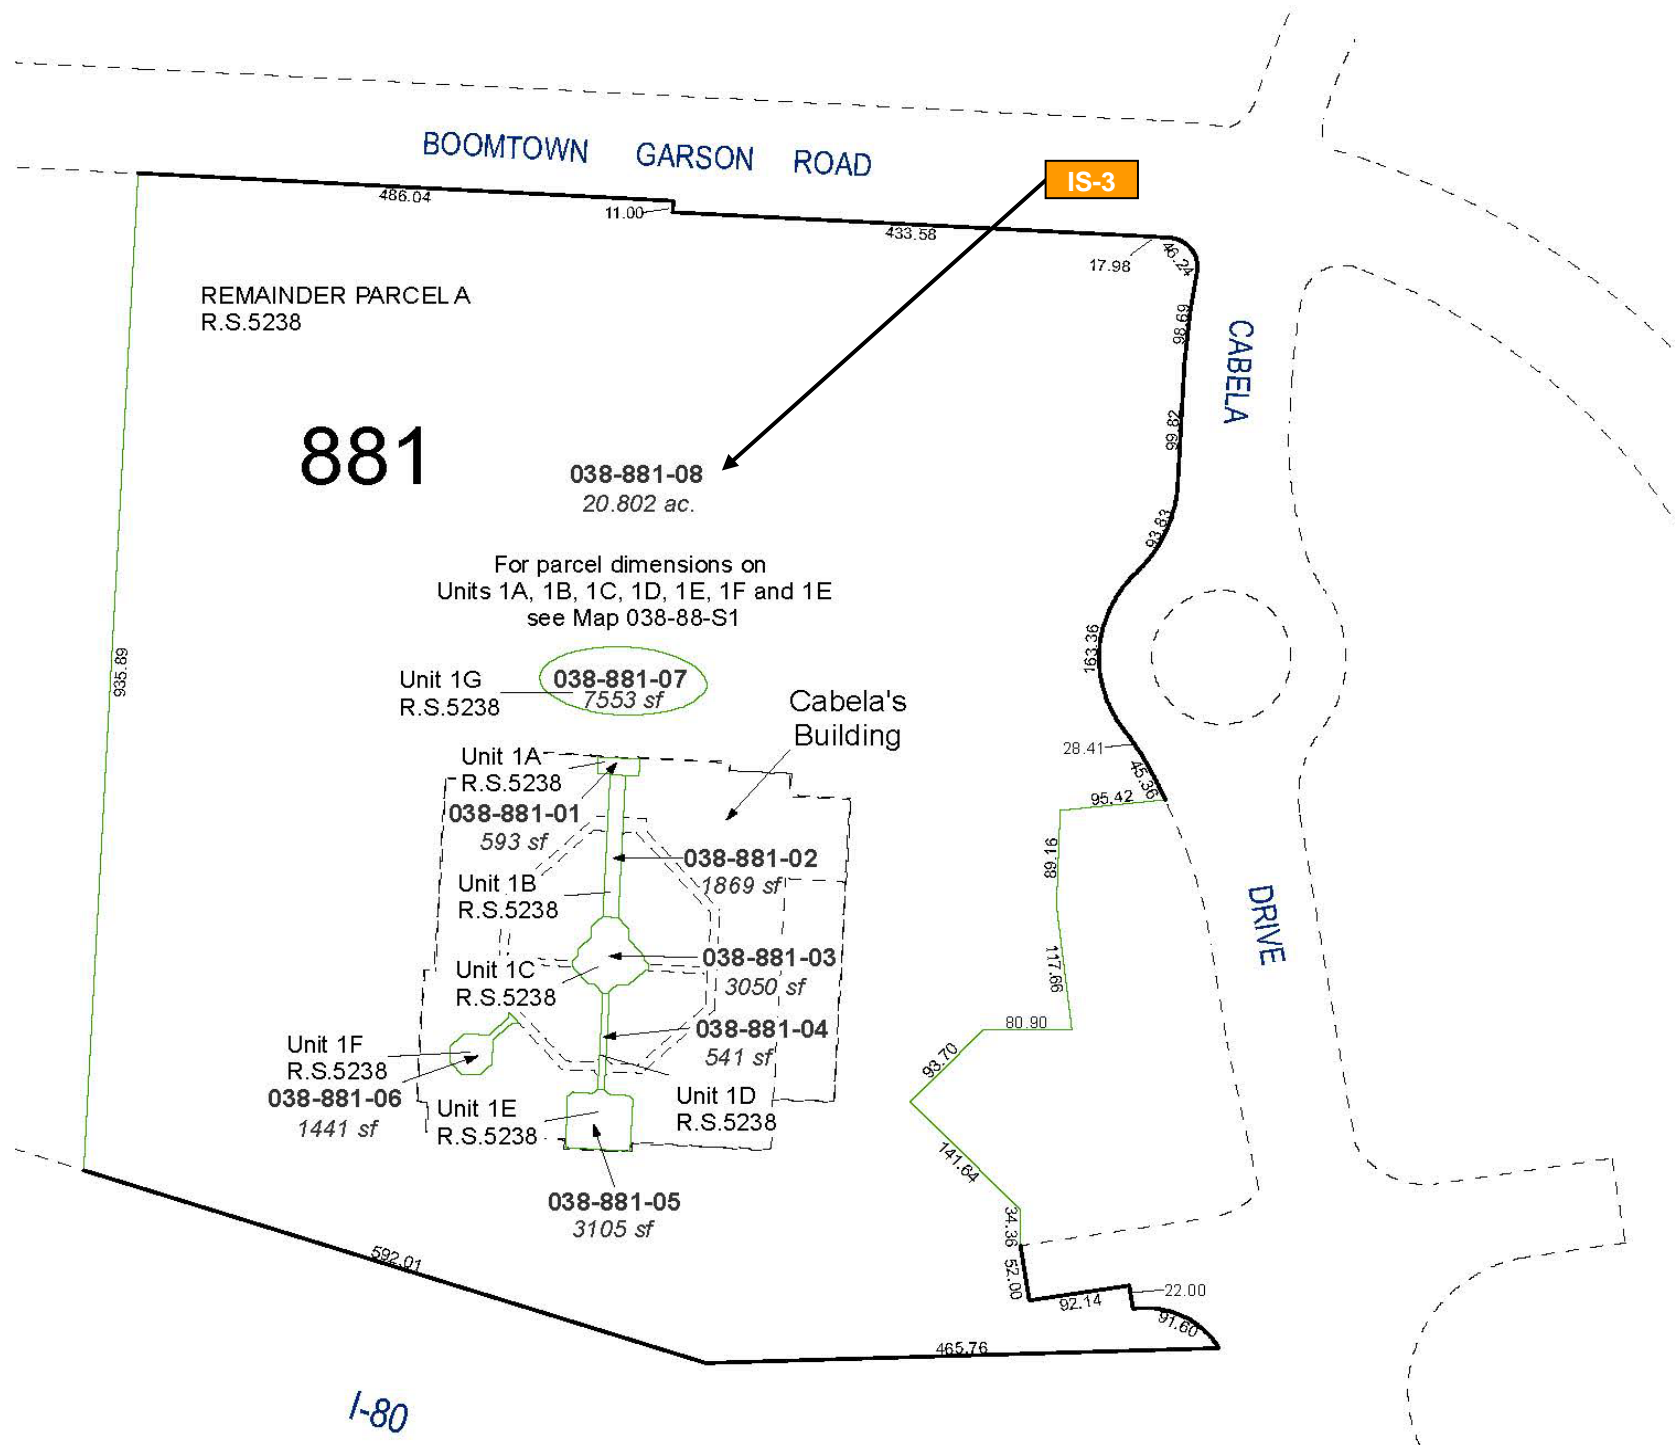 BOOMTOWN GARSON ROAD
IS-3
486.04
11.00
433.58
17.98
46.24
REMAINDER PARCEL A
R.S.5238
98.69
CABELA
99.82
881
038-881-08
20.802 ac.
93.83
For parcel dimensions on
Units 1A, 1B, 1C, 1D, 1E, 1F and 1E
see Map 038-88-S1
163.36
935.89
Unit 1G
R.S.5238
038-881-07
7553 sf
Cabela's
Building
28.41
45.36
95.42
Unit 1A
R.S.5238
038-881-01
593 sf
038-881-02
1869 sf
89.16
Unit 1B
R.S.5238
DRIVE
038-881-03
3050 sf
Unit 1C
R.S.5238
117.66
038-881-04
541 sf
80.90
Unit 1F
R.S.5238
038-881-06
1441 sf
93.70
Unit 1D
R.S.5238
Unit 1E
R.S.5238
141.64
038-881-05
3105 sf
34.36
592.01
52.00
92.14
22.00
91.60
465.76
I-80